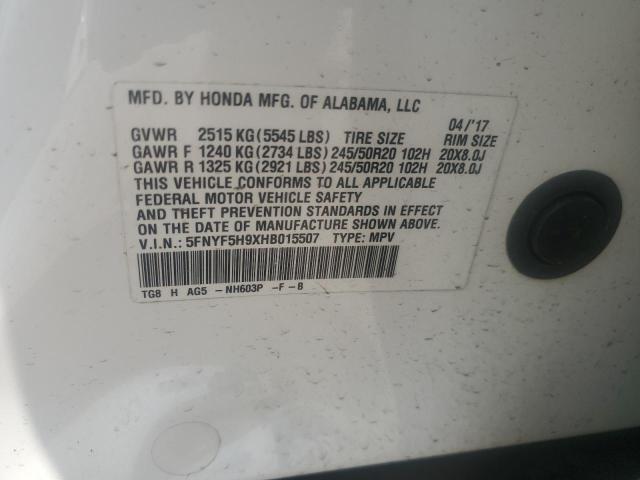 MFD. BY HONDA MFG. OF ALABAMA, LLC
04/'17
GVWR 2515 KG (5545 LBS) TIRE SIZE RIM SIZE
GAWR F 1240 KG (2734 LBS) 245/50R20 102H 20X8.0J
GAWR R 1325 KG (2921 LBS) 245/50R20 102H 20X8.0J
THIS VEHICLE CONFORMS TO ALL APPLICABLE
FEDERAL MOTOR VEHICLE SAFETY
AND THEFT PREVENTION STANDARDS IN EFFECT
ON THE DATE OF MANUFACTURE SHOWN ABOVE.
V.I.N.: 5FNYF5H9XHB015507 TYPE: MPV
TG8 H AG5 -NH603P -F-B